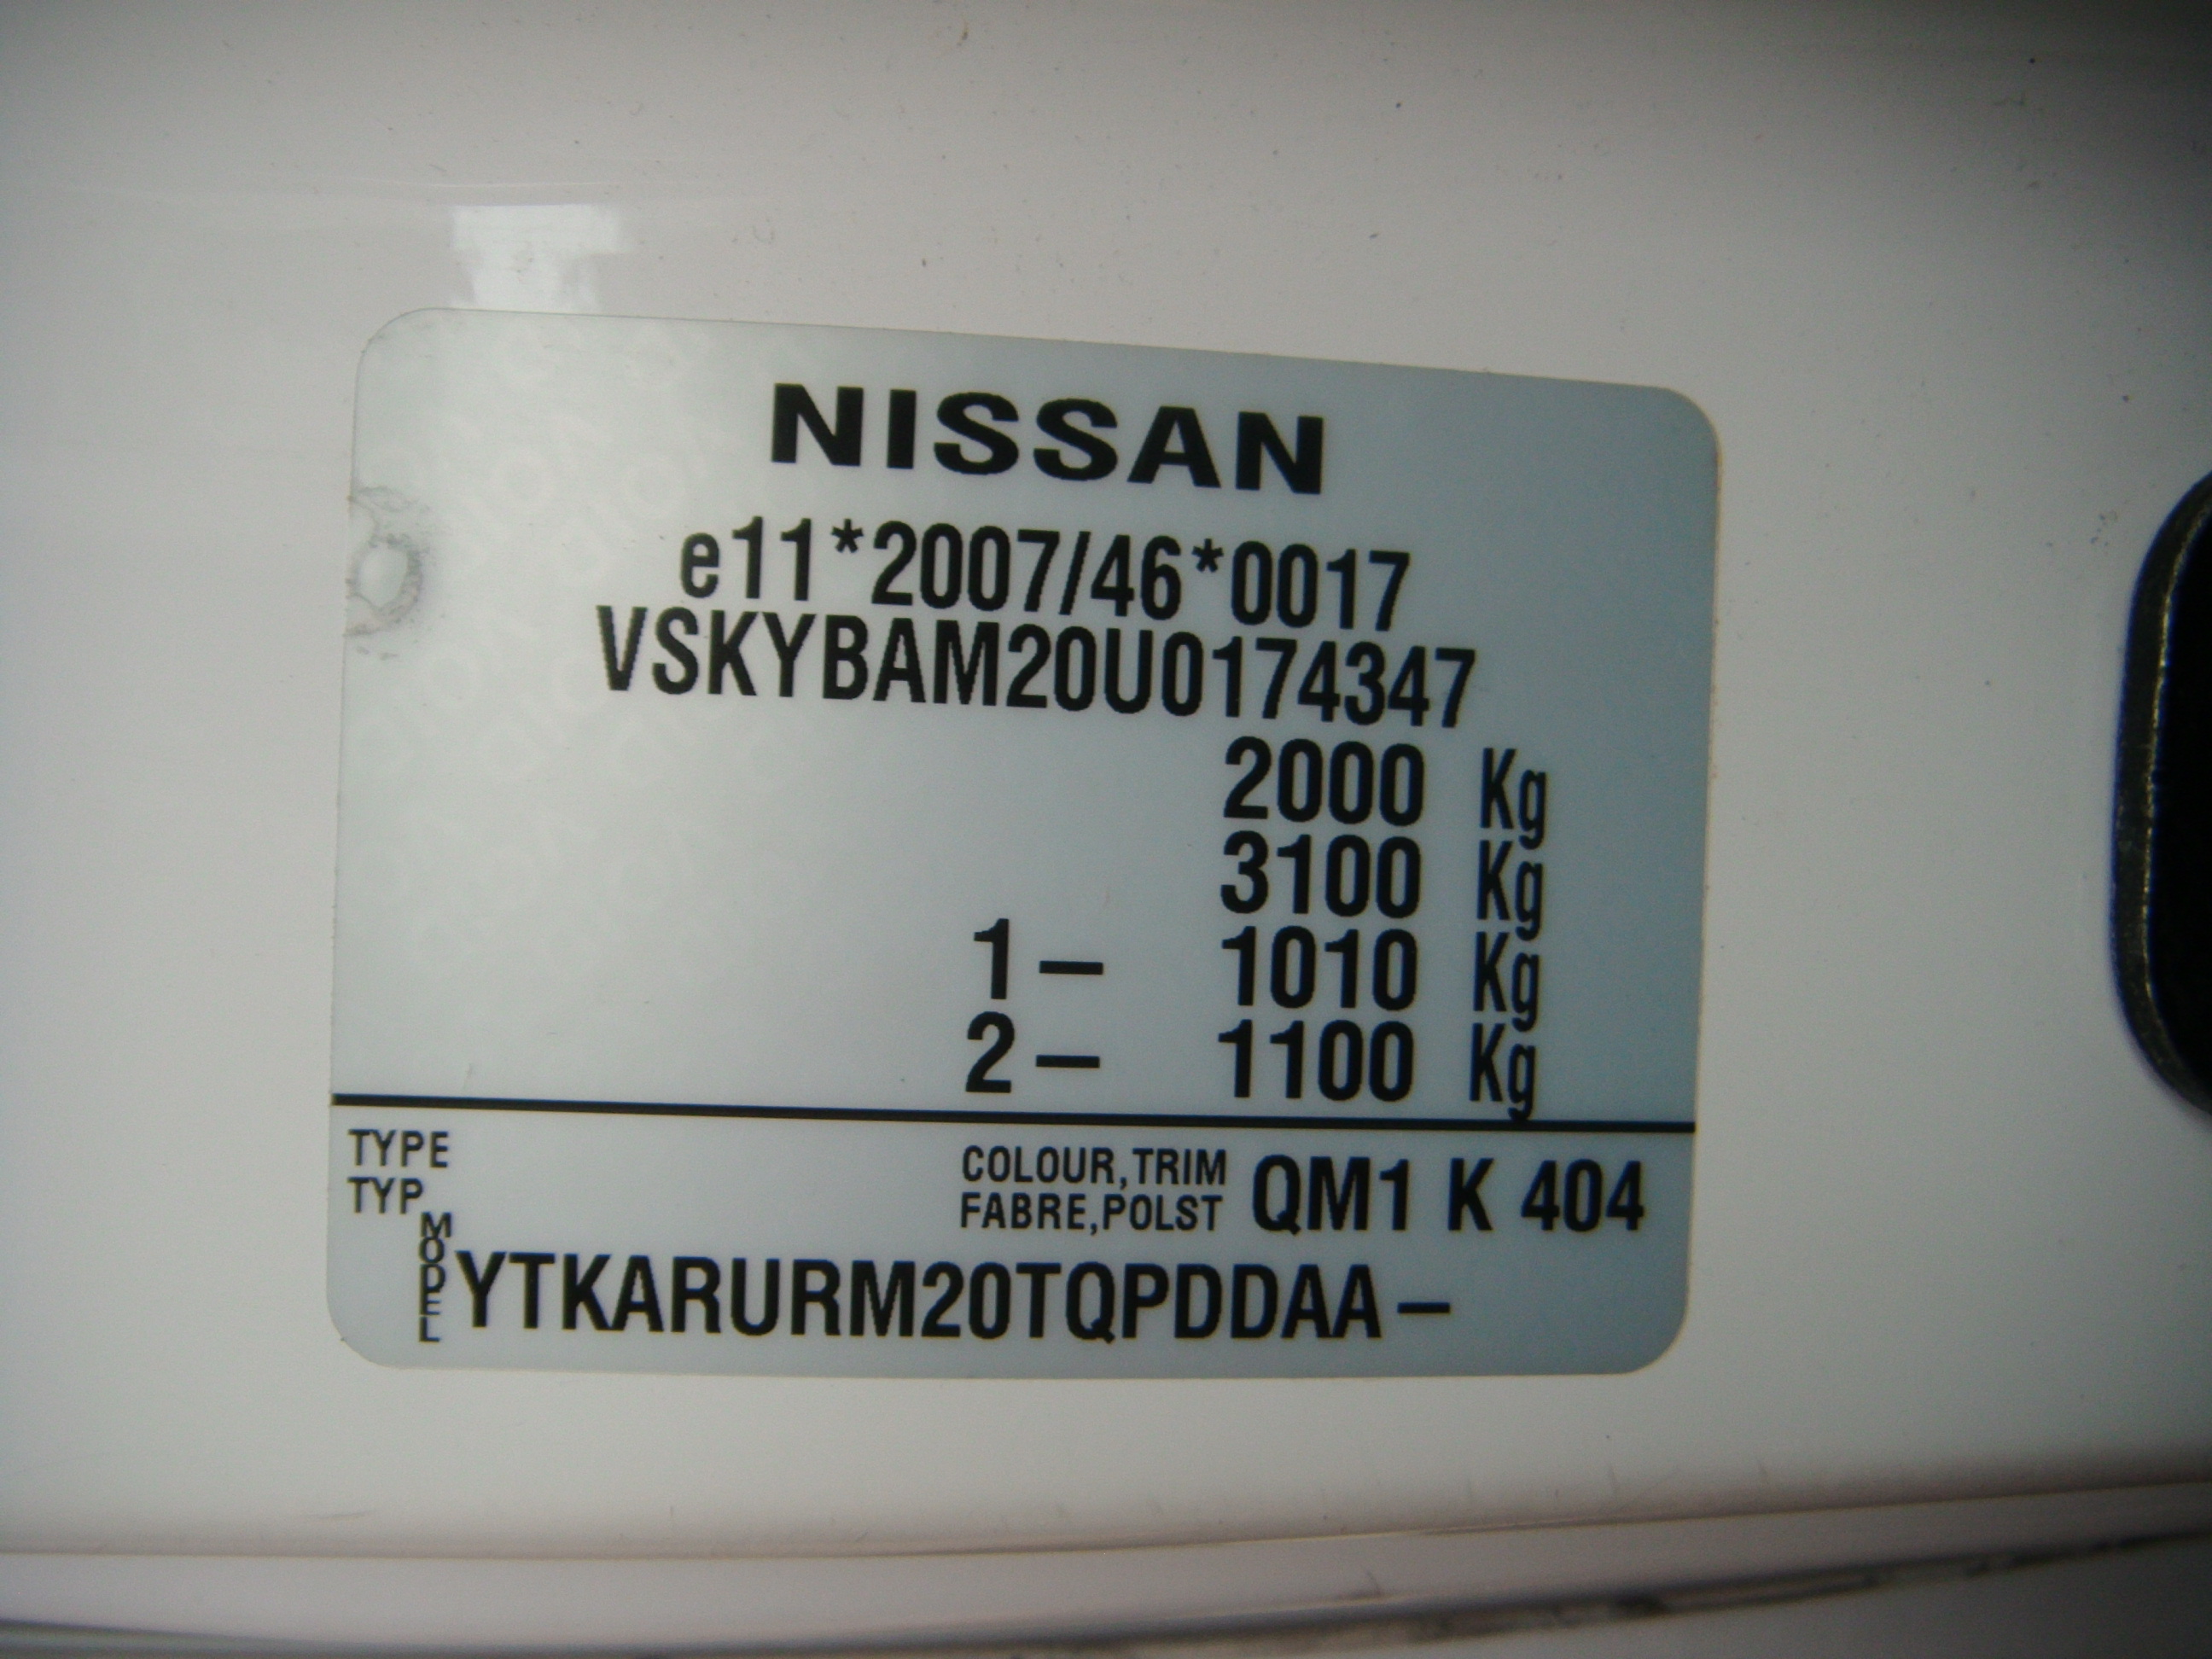 NISSAN
e11*2007/46*0017
VSKYBAM20U0174347
2000 Kg
3100 Kg
1– 1010 Kg
2– 1100 Kg
TYPE
TYP
COLOUR,TRIM
FABRE,POLST
QM1 K 404
MODEL
YTKARURM20TQPDDAA–